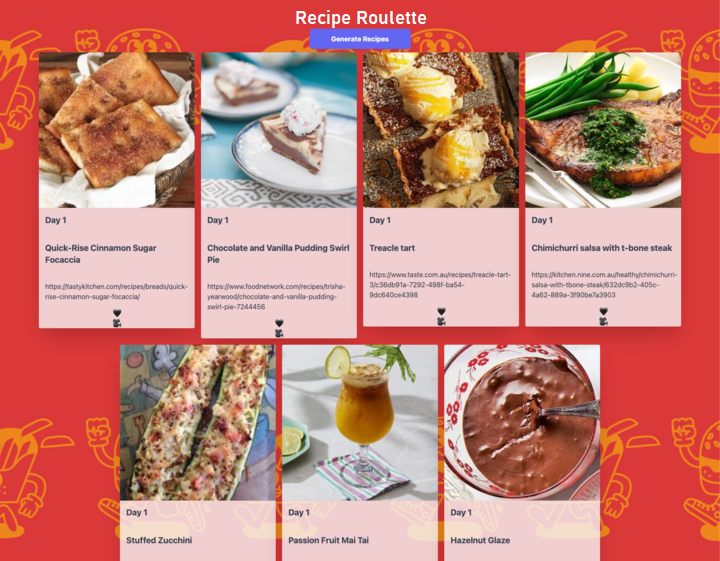 Recipe Roulette
Generate Recipes
Day 1
Quick-Rise Cinnamon Sugar
Focaccia
https://tastykitchen.com/recipes/breads/quick-
rise-cinnamon-sugar-focaccia/
Day 1
Chocolate and Vanilla Pudding Swirl
Pie
https://www.foodnetwork.com/recipes/trisha-
yearwood/chocolate-and-vanilla-pudding-
swirl-pie-7244456
Day 1
Treacle tart
https://www.taste.com.au/recipes/treacle-tart-
3/c36db91a-7292-498f-ba54-
9dc640ce4398
Day 1
Chimichurri salsa with t-bone steak
https://kitchen.nine.com.au/healthy/chimichurri-
salsa-with-tbone-steak/632dc9b2-405c-
4a62-889a-3f90be7a3903
Day 1
Stuffed Zucchini
Day 1
Passion Fruit Mai Tai
Day 1
Hazelnut Glaze